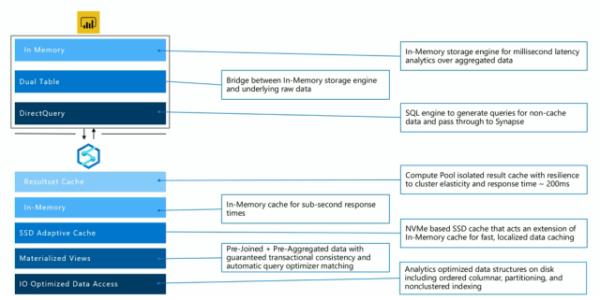 In Memory
In-Memory storage engine for millisecond latency
analytics over aggregated data
Dual Table
Bridge between In-Memory storage engine
and underlying raw data
DirectQuery
SQL engine to generate queries for non-cache
data and pass through to Synapse
Resultset Cache
Compute Pool isolated result cache with resilience
to cluster elasticity and response time ~ 200ms
In-Memory
In-Memory cache for sub-second response
times
SSD Adaptive Cache
NVMe based SSD cache that acts an extension of
In-Memory cache for fast, localized data caching
Materialized Views
Pre-Joined + Pre-Aggregated data with
guaranteed transactional consistency and
automatic query optimizer matching
IO Optimized Data Access
Analytics optimized data structures on disk
including ordered columnar, partitioning, and
nonclustered indexing